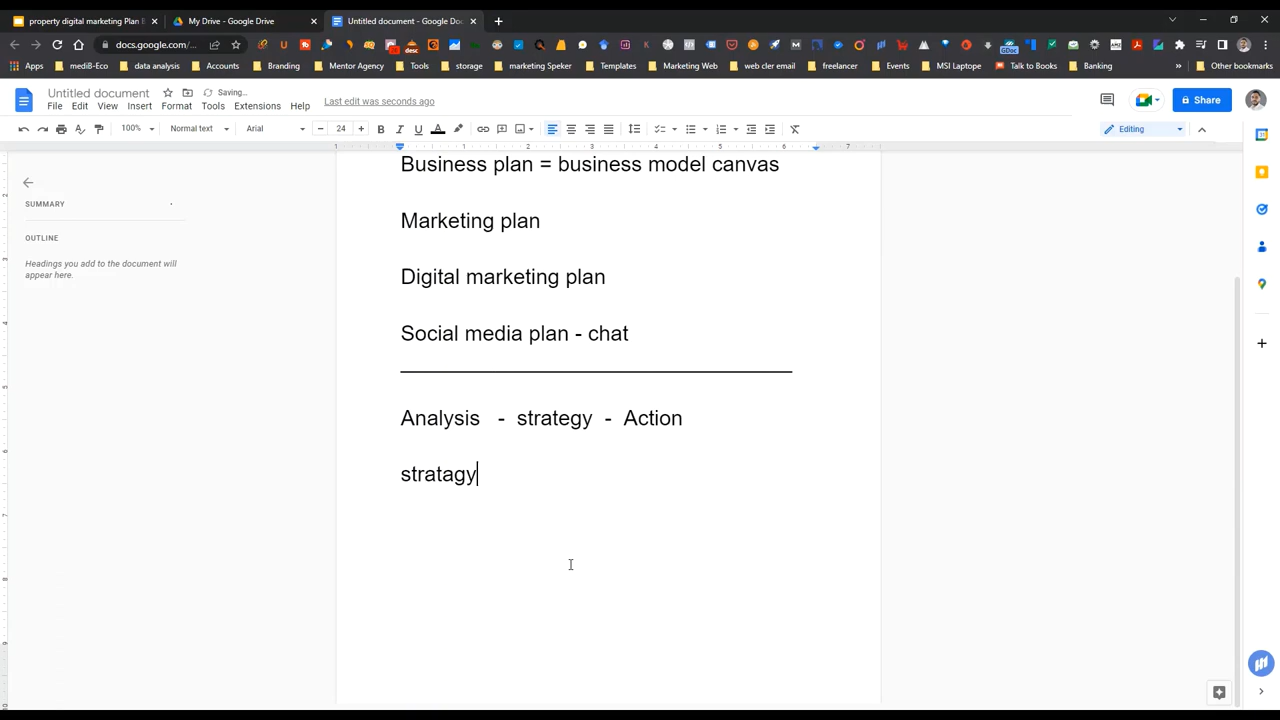 property digital marketing Plan B
My Drive - Google Drive
Untitled document - Google Doc
docs.google.com/...
Apps
mediB-Eco
data analysis
Accounts
Branding
Mentor Agency
Tools
storage
marketing Speker
Templates
Marketing Web
web cler email
freelancer
Events
MSI Laptope
Talk to Books
Banking
»
Other bookmarks
Untitled document
Saving...
File Edit View Insert Format Tools Extensions Help
Last edit was seconds ago
Share
100%
Normal text
Arial
24
Editing
SUMMARY
OUTLINE
Headings you add to the document will
appear here.
Business plan = business model canvas
Marketing plan
Digital marketing plan
Social media plan - chat
Analysis - strategy - Action
stratagy